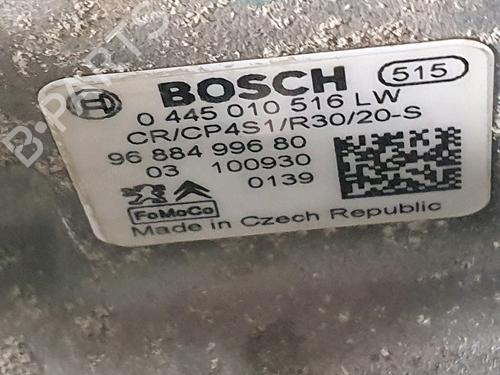 BOSCH 515
0 445 010 516 LW
CR/CP4S1/R30/20-S
96 884 996 80
03 100930
0139
FoMoCo
Made in Czech Republic
B-PARTS